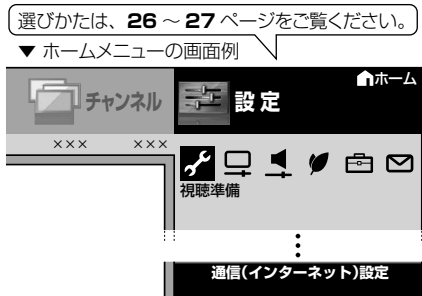 選びかたは、26 ～ 27 ページをご覧ください。
▼ ホームメニューの画面例
ホーム
チャンネル
設定
×××　×××
視聴準備
通信(インターネット)設定